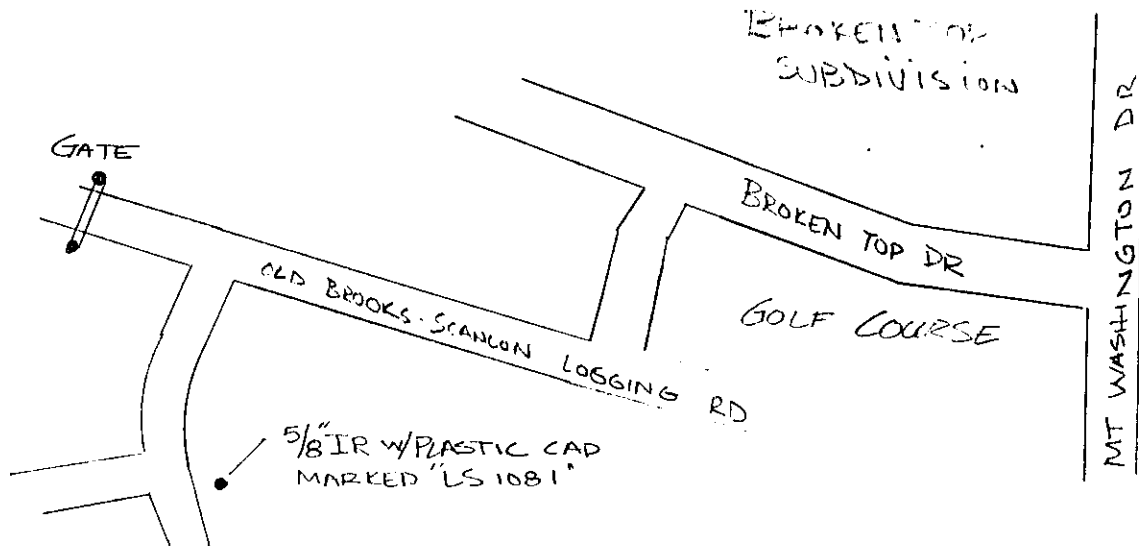 BROKEN TOP
SUBDIVISION
MT WASHINGTON DR
GATE
BROKEN TOP DR
OLD BROOKS-SCANLON LOGGING RD
GOLF COURSE
5/8" IR W/PLASTIC CAP
MARKED "LS 1081"